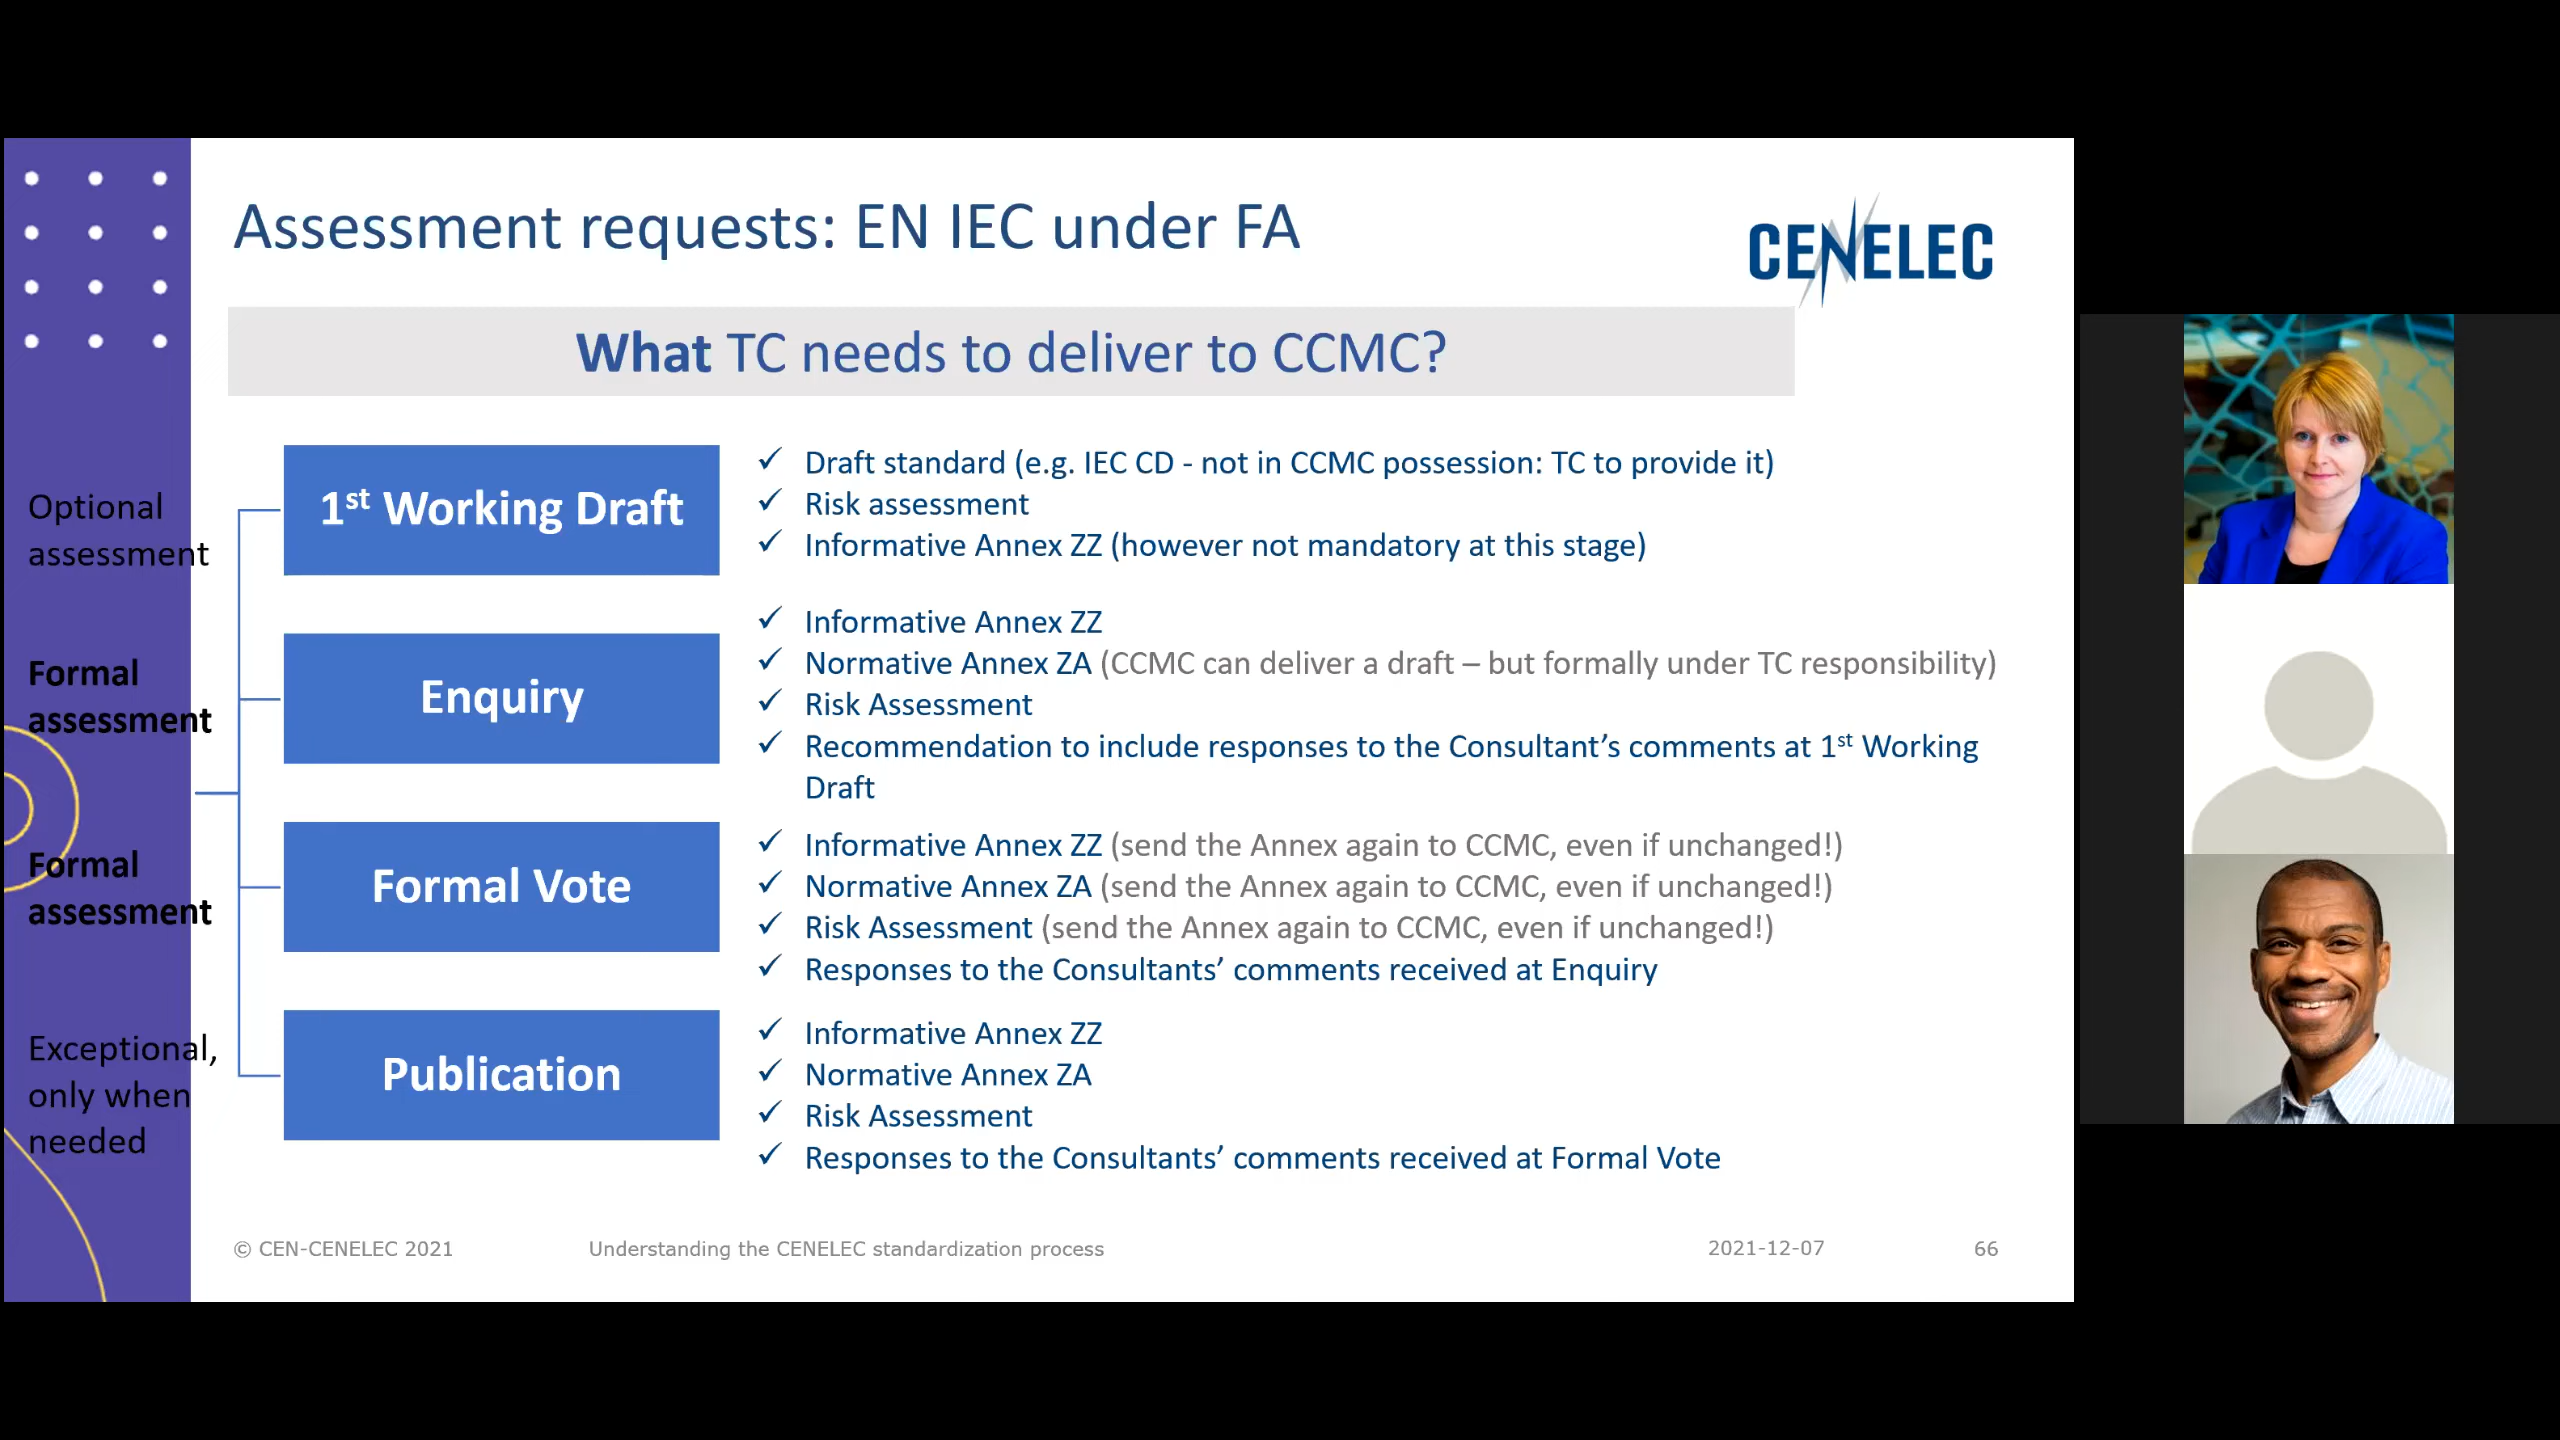 Assessment requests: EN IEC under FA
CENELEC
What TC needs to deliver to CCMC?
Optional
assessment
1st Working Draft
✓ Draft standard (e.g. IEC CD - not in CCMC possession: TC to provide it)
✓ Risk assessment
✓ Informative Annex ZZ (however not mandatory at this stage)
Formal
assessment
Enquiry
✓ Informative Annex ZZ
✓ Normative Annex ZA (CCMC can deliver a draft – but formally under TC responsibility)
✓ Risk Assessment
✓ Recommendation to include responses to the Consultant’s comments at 1st Working
Draft
Formal
assessment
Formal Vote
✓ Informative Annex ZZ (send the Annex again to CCMC, even if unchanged!)
✓ Normative Annex ZA (send the Annex again to CCMC, even if unchanged!)
✓ Risk Assessment (send the Annex again to CCMC, even if unchanged!)
✓ Responses to the Consultants’ comments received at Enquiry
Exceptional,
only when
needed
Publication
✓ Informative Annex ZZ
✓ Normative Annex ZA
✓ Risk Assessment
✓ Responses to the Consultants’ comments received at Formal Vote
© CEN-CENELEC 2021
Understanding the CENELEC standardization process
2021-12-07
66